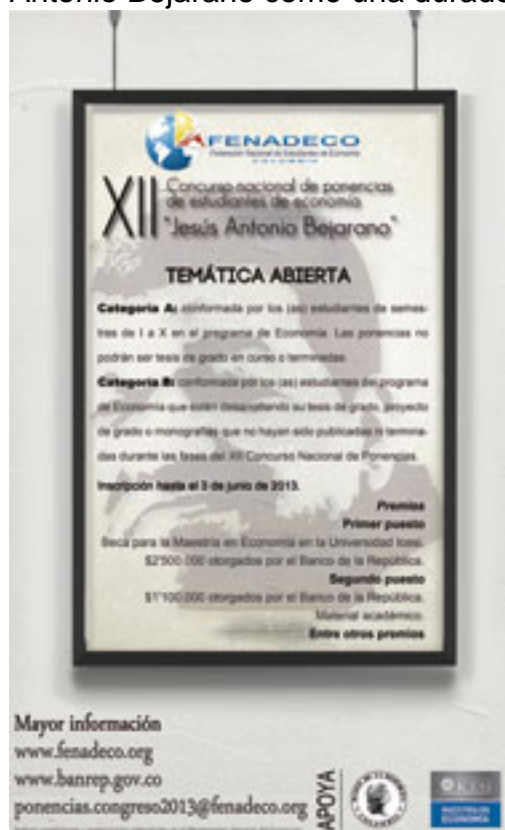 Antonio Bejarano como una
FENADECO
Federación Nacional de Estudiantes de Economía
COLOMBIA
XII Concurso nacional de ponencias
de estudiantes de economía
"Jesús Antonio Bejarano"
TEMÁTICA ABIERTA
Categoría A: conformada por los (as) estudiantes de semes-
tres de I a X en el programa de Economía. Las ponencias no
podrán ser tesis de grado en curso o terminadas.
Categoría B: conformada por los (as) estudiantes del programa
de Economía que estén desarrollando su tesis de grado, proyecto
de grado o monografías que no hayan sido publicadas ni termina-
das durante las fases del XII Concurso Nacional de Ponencias.
Inscripción hasta el 3 de junio de 2013.
Premios
Primer puesto
Beca para la Maestría en Economía en la Universidad Icesi.
$2'500.000 otorgados por el Banco de la República.
Segundo puesto
$1'100.000 otorgados por el Banco de la República.
Material académico.
Entre otros premios
Mayor información
www.fenadeco.org
www.banrep.gov.co
ponencias.congreso2013@fenadeco.org
APOYA
ICESI
MAESTRÍA EN
ECONOMÍA